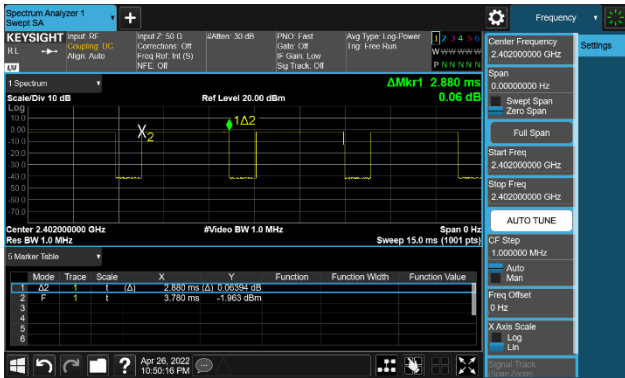 Spectrum Analyzer 1
Swept SA
Frequency
KEYSIGHT
Input: RF
Input Z: 50 Ω
#Atten: 30 dB
PNO: Fast
Avg Type: Log-Power
1 2 3 4 5 6
R L
Coupling: DC
Corrections: Off
Gate: Off
Trig: Free Run
Align: Auto
Freq Ref: Int (S)
IF Gain: Low
W W W W W W
NFE: Off
Sig Track: Off
P N N N N N
LXI
1 Spectrum
ΔMkr1 2.880 ms
Scale/Div 10 dB
Ref Level 20.00 dBm
0.06 dB
Log
10.0
0.00
-10.0
-20.0
-30.0
-40.0
-50.0
-60.0
-70.0
X2
1Δ2
Center 2.402000000 GHz
#Video BW 1.0 MHz
Span 0 Hz
Res BW 1.0 MHz
Sweep 15.0 ms (1001 pts)
5 Marker Table
Mode Trace Scale X Y Function Function Width Function Value
1 Δ2 1 t (Δ) 2.880 ms (Δ) 0.06394 dB
2 F 1 t 3.780 ms -1.963 dBm
3
4
5
6
Apr 26, 2022
10:50:16 PM
Center Frequency
2.402000000 GHz
Settings
Span
0.00000000 Hz
Swept Span
Zero Span
Full Span
Start Freq
2.402000000 GHz
Stop Freq
2.402000000 GHz
AUTO TUNE
CF Step
1.000000 MHz
Auto
Man
Freq Offset
0 Hz
X Axis Scale
Log
Lin
Signal Track
(Span Zoom)